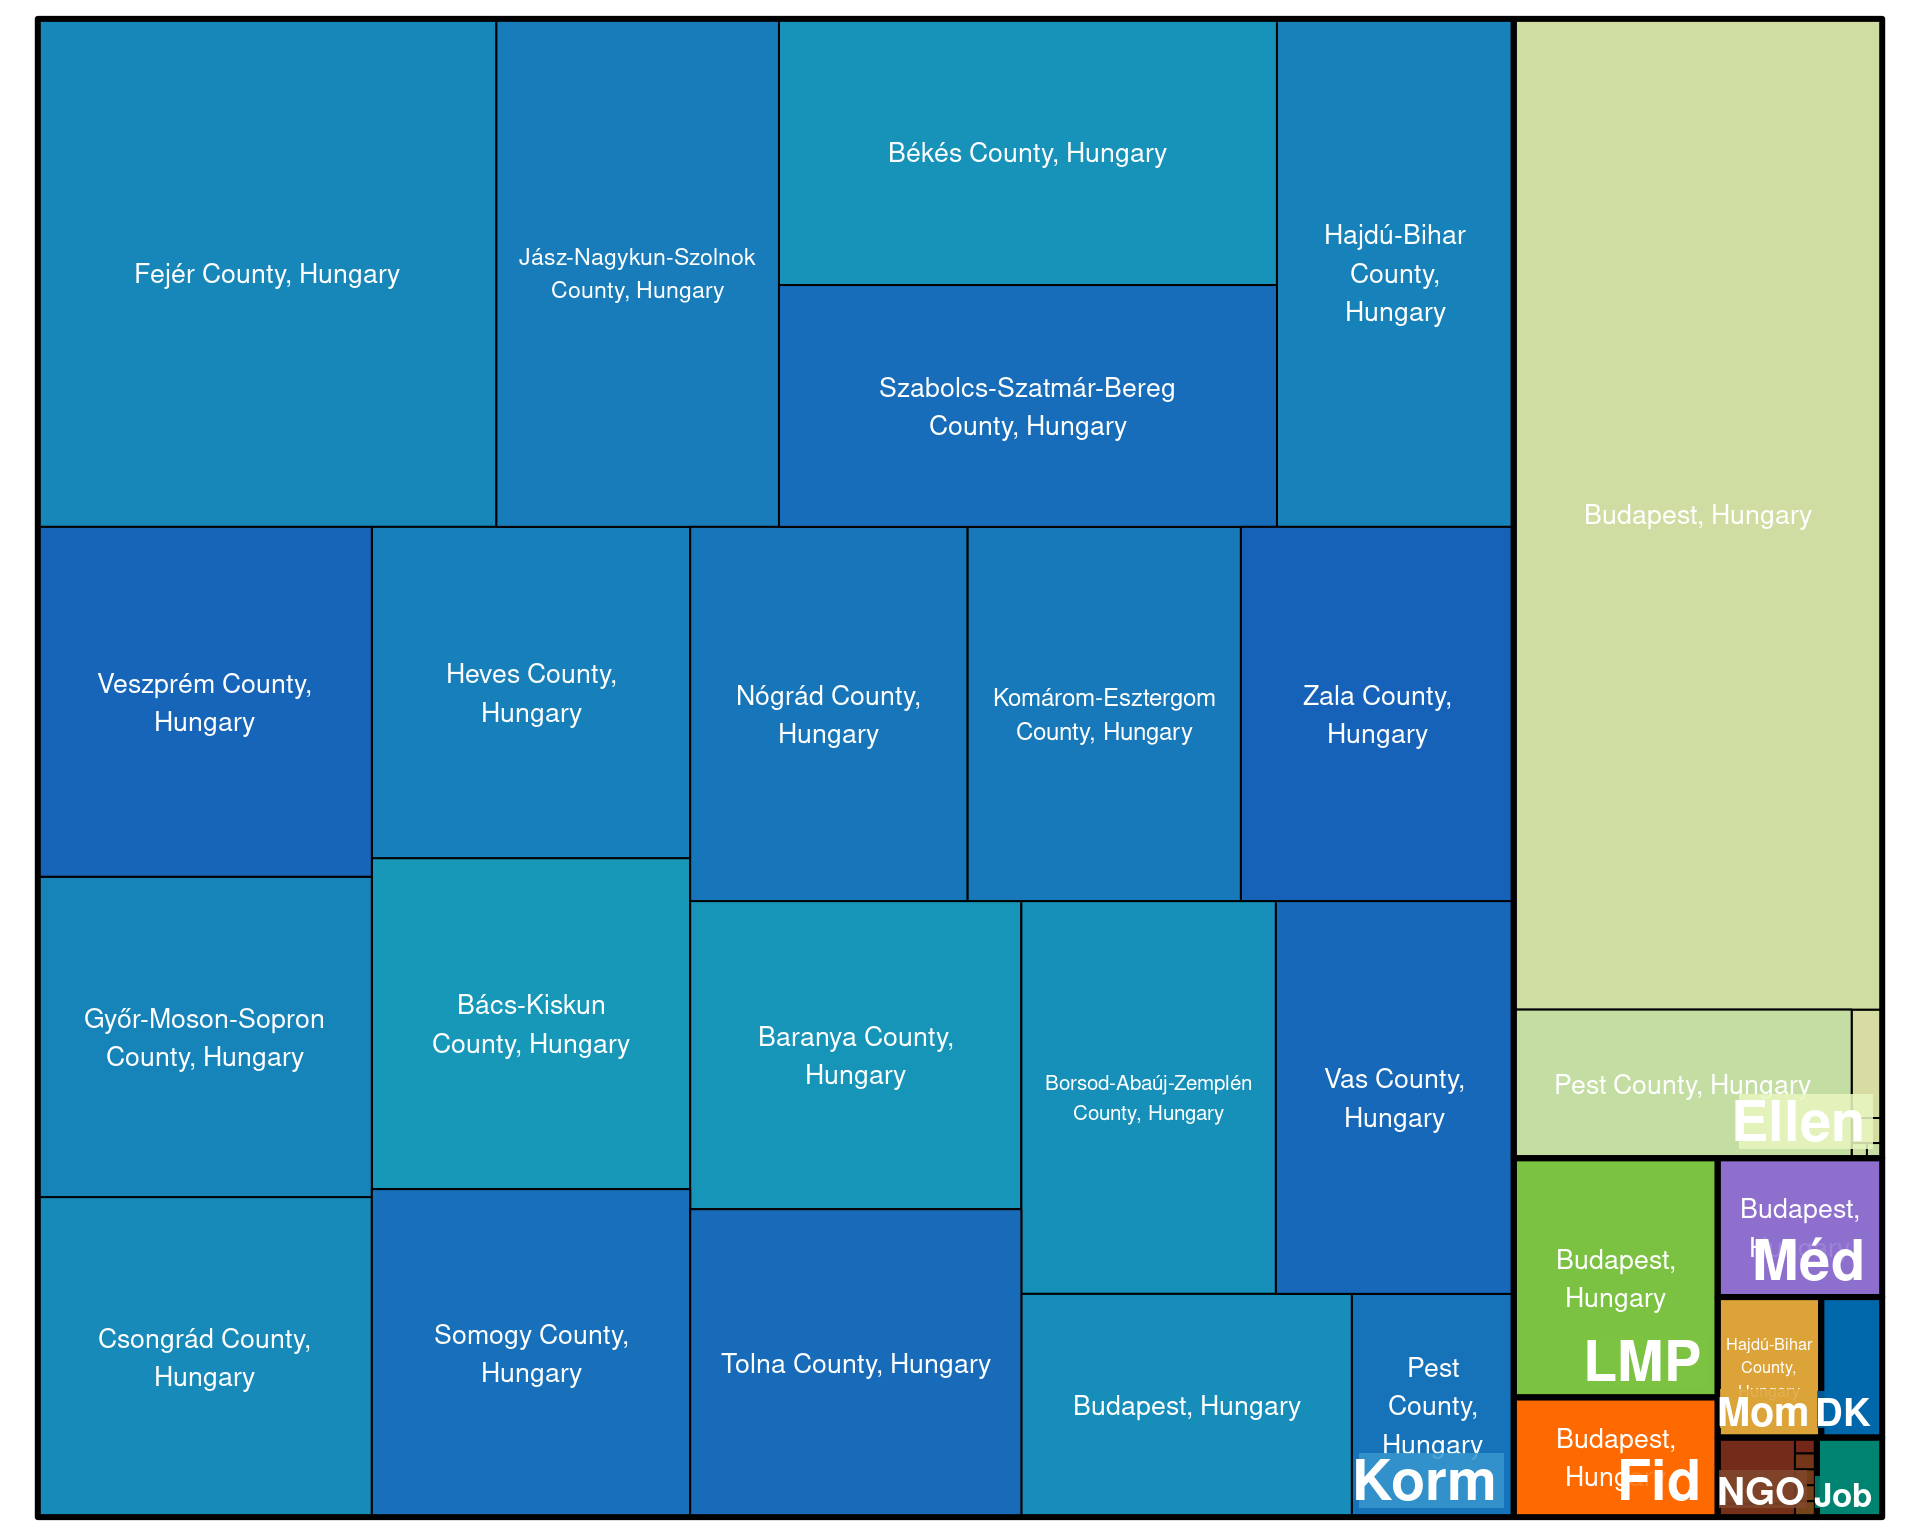 Fejér County, Hungary
Jász-Nagykun-Szolnok
County, Hungary
Békés County, Hungary
Szabolcs-Szatmár-Bereg
County, Hungary
Hajdú-Bihar
County,
Hungary
Veszprém County,
Hungary
Heves County,
Hungary
Nógrád County,
Hungary
Komárom-Esztergom
County, Hungary
Zala County,
Hungary
Győr-Moson-Sopron
County, Hungary
Bács-Kiskun
County, Hungary
Baranya County,
Hungary
Borsod-Abaúj-Zemplén
County, Hungary
Vas County,
Hungary
Csongrád County,
Hungary
Somogy County,
Hungary
Tolna County, Hungary
Budapest, Hungary
Pest
County,
Hungary
Korm
Budapest, Hungary
Pest County, Hungary
Ellen
Budapest,
Hungary
LMP
Budapest,
Hungary
Méd
Hajdú-Bihar
County,
Hungary
Mom
DK
Budapest,
Hungary
Fid
NGO
Job